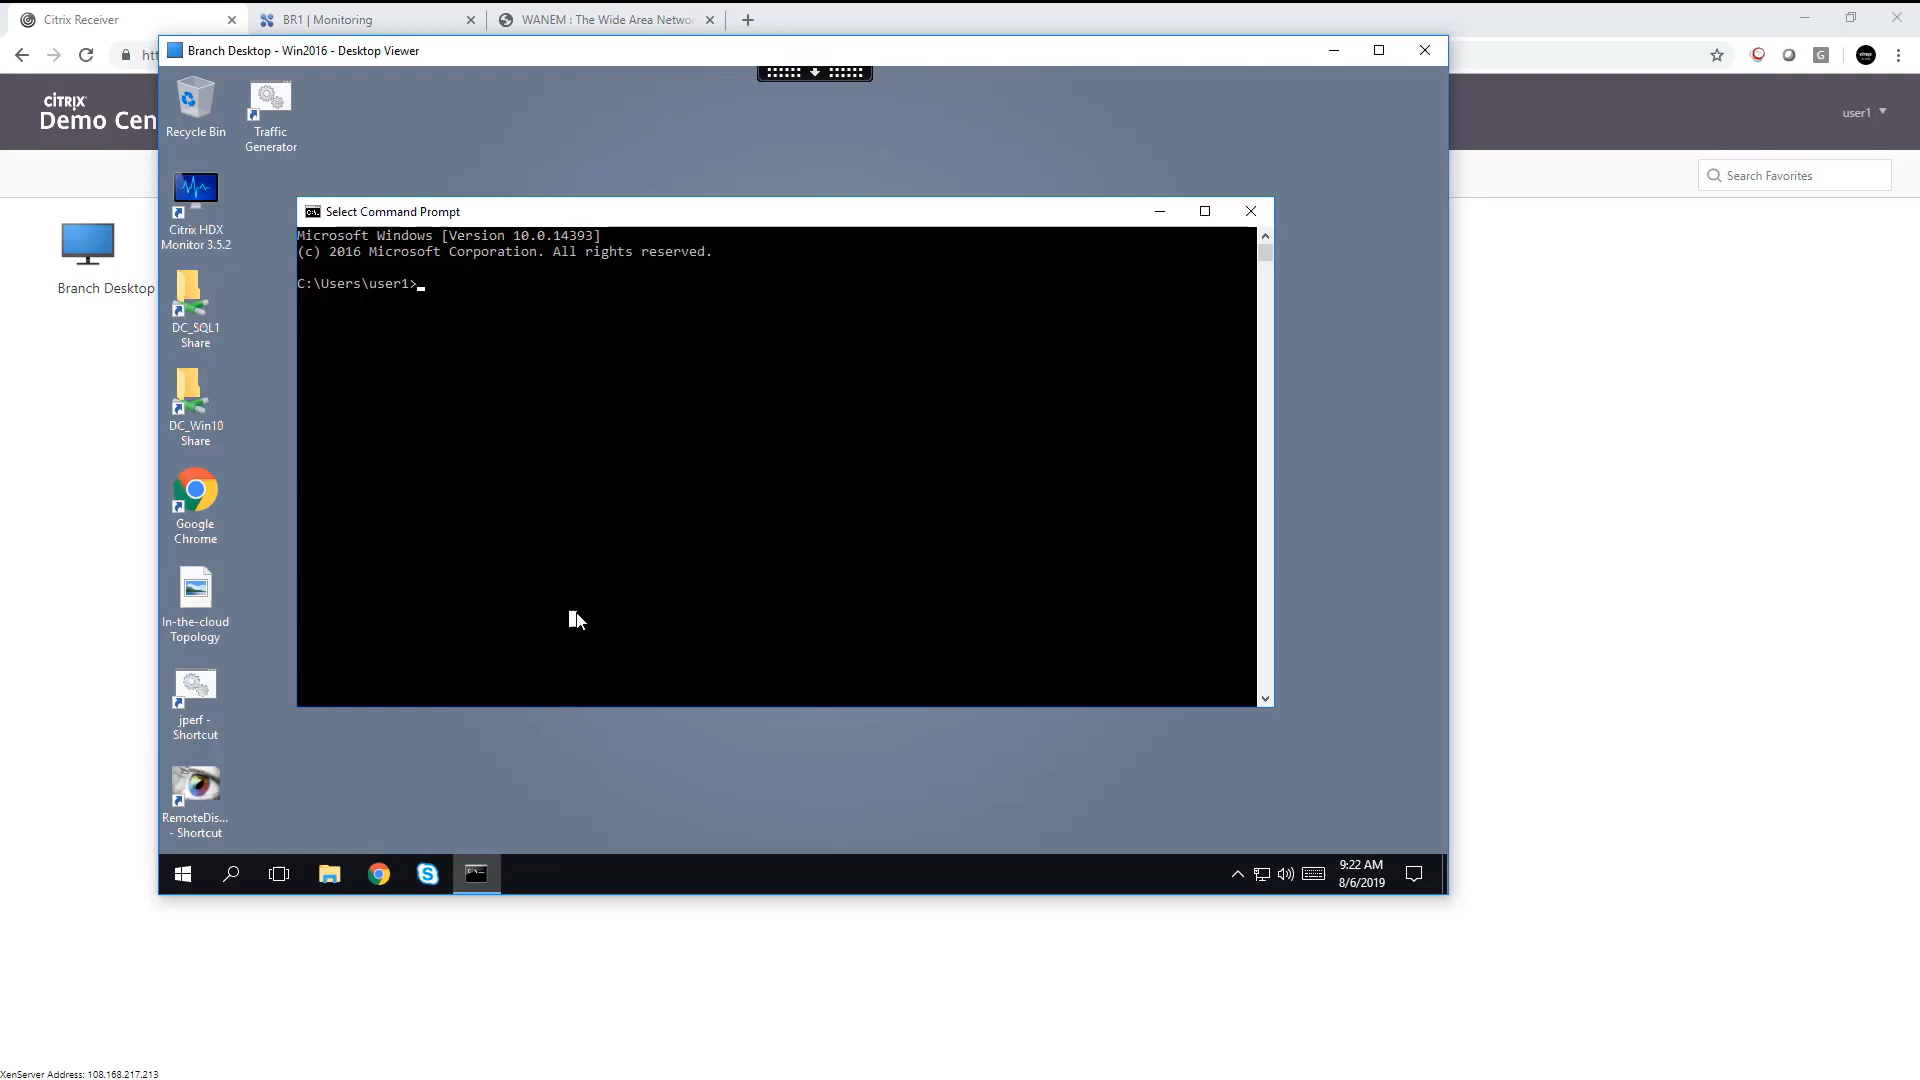 Citrix Receiver
BR1 | Monitoring
WANEM : The Wide Area Networ
Branch Desktop - Win2016 - Desktop Viewer
CİTRIX
Demo Cen
user1
Search Favorites
Branch Desktop
Recycle Bin
Traffic
Generator
Citrix HDX
Monitor 3.5.2
DC_SQL1
Share
DC_Win10
Share
Google
Chrome
In-the-cloud
Topology
jperf -
Shortcut
RemoteDis...
- Shortcut
Select Command Prompt
Microsoft Windows [Version 10.0.14393]
(c) 2016 Microsoft Corporation. All rights reserved.
C:\Users\user1>
9:22 AM
8/6/2019
XenServer Address: 108.168.217.213